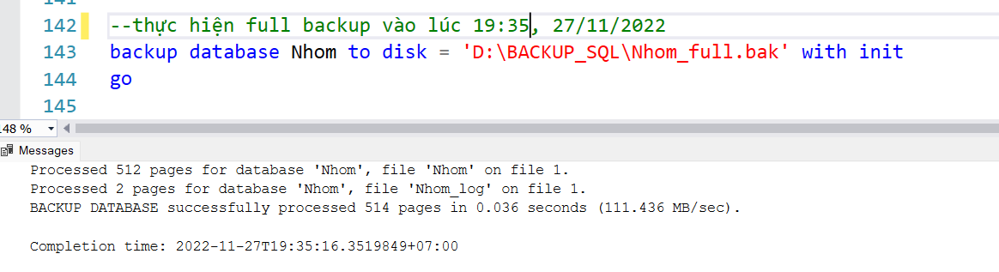 142 --thực hiện full backup vào lúc 19:35, 27/11/2022
143 backup database Nhom to disk = 'D:\BACKUP_SQL\Nhom_full.bak' with init
144 go
145
48 %
Messages
Processed 512 pages for database 'Nhom', file 'Nhom' on file 1.
Processed 2 pages for database 'Nhom', file 'Nhom_log' on file 1.
BACKUP DATABASE successfully processed 514 pages in 0.036 seconds (111.436 MB/sec).
Completion time: 2022-11-27T19:35:16.3519849+07:00